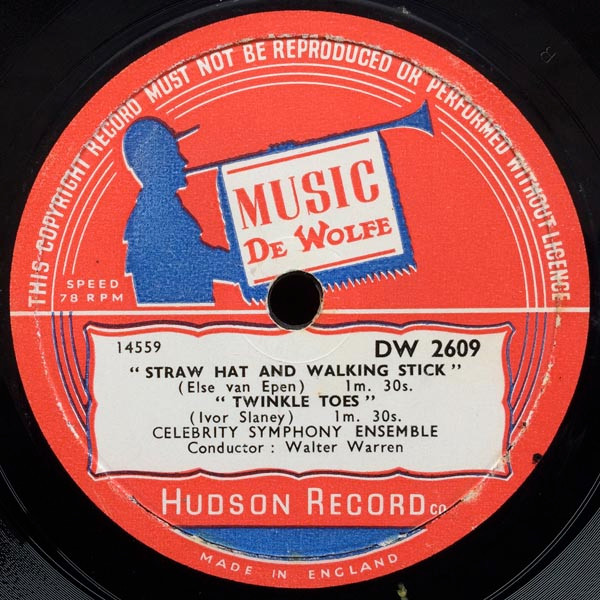 THIS COPYRIGHT RECORD MUST NOT BE REPRODUCED OR PERFORMED WITHOUT LICENCE
MUSIC
DE WOLFE
SPEED
78 RPM
14559 DW 2609
" STRAW HAT AND WALKING STICK "
(Else van Epen) 1m. 30s.
" TWINKLE TOES "
(Ivor Slaney) 1m. 30s.
CELEBRITY SYMPHONY ENSEMBLE
Conductor : Walter Warren
HUDSON RECORD CO
MADE IN ENGLAND